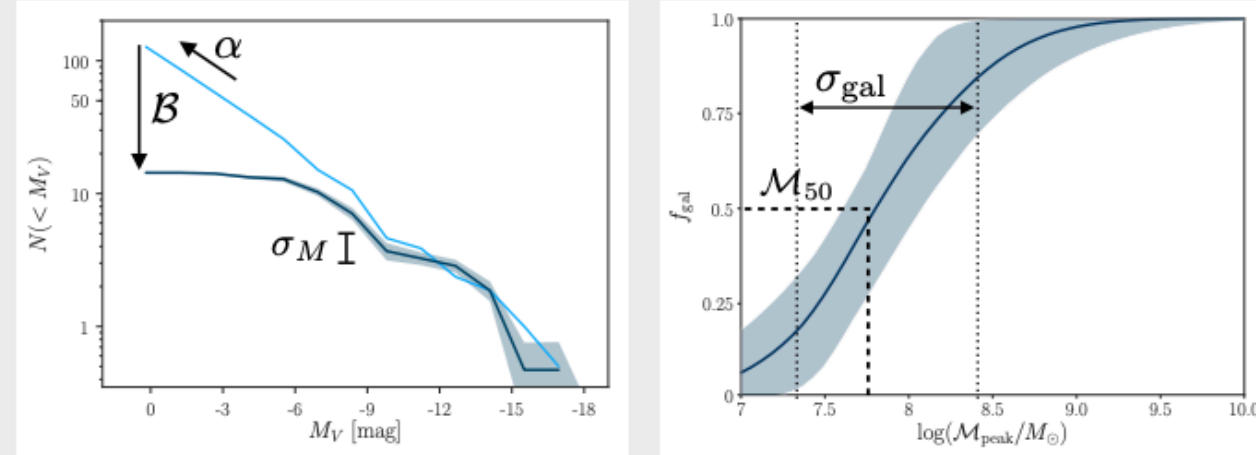 α
𝓑
σ_M
100
50
10
1
N(< M_V)
0 -3 -6 -9 -12 -15 -18
M_V [mag]
σ_gal
𝓜_50
1.0
0.75
0.5
0.25
0
f_gal
7 7.5 8 8.5 9.0 9.5 10.0
log(𝓜_peak/M_⊙)